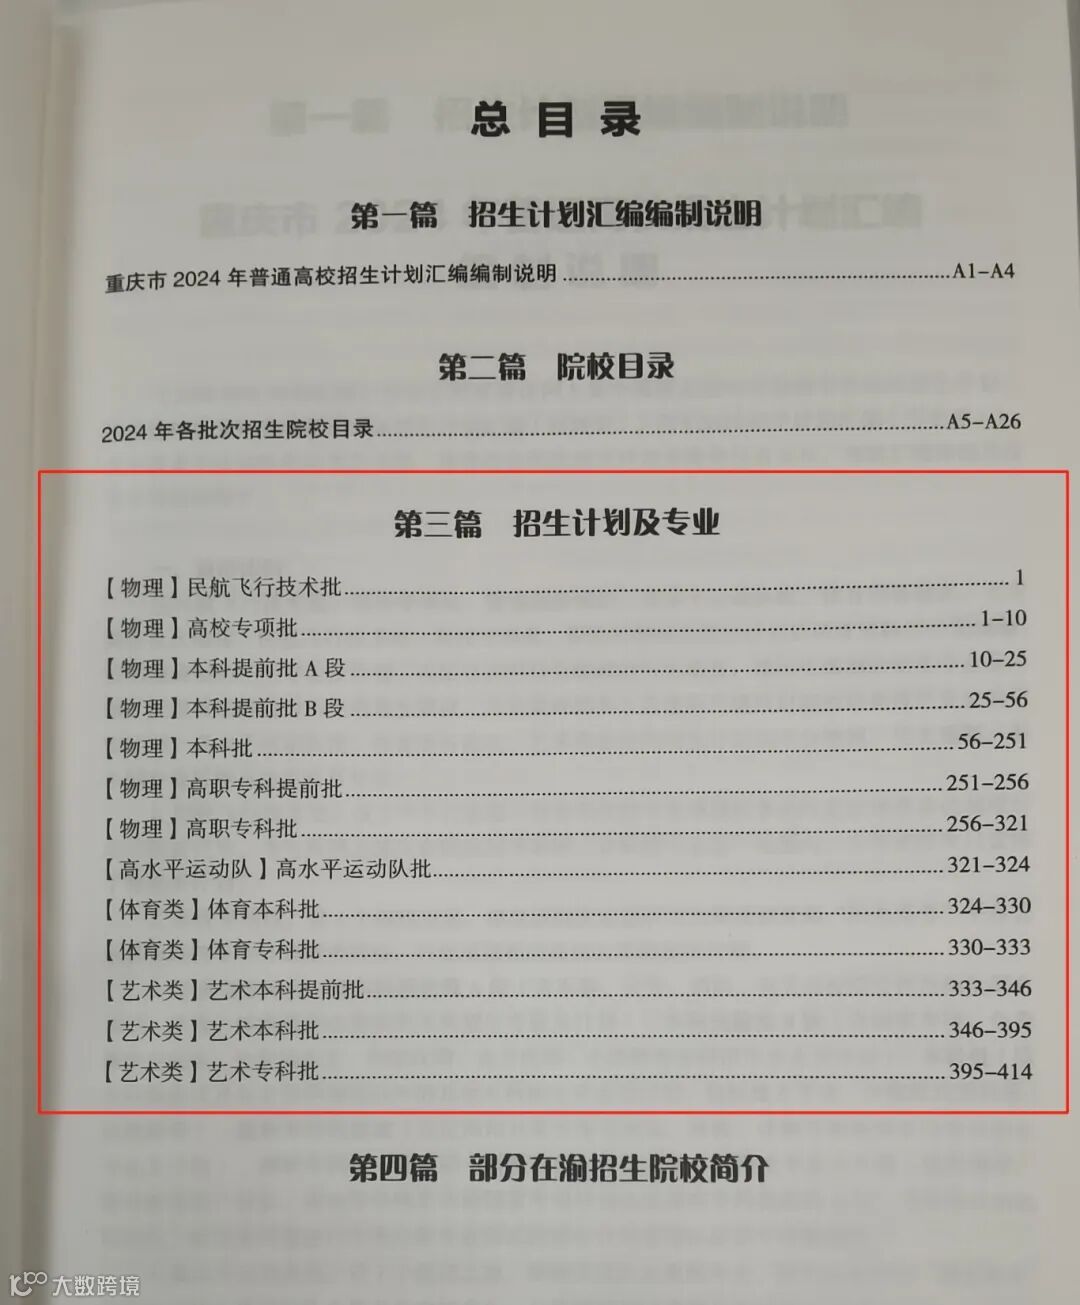 总目录
第一篇 招生计划汇编编制说明
重庆市2024年普通高校招生计划汇编编制说明........A1-A4
第二篇 院校目录
2024年各批次招生院校目录........A5-A26
第三篇 招生计划及专业
【物理】民航飞行技术批........1
【物理】高校专项批........1-10
【物理】本科提前批A段........10-25
【物理】本科提前批B段........25-56
【物理】本科批........56-251
【物理】高职专科提前批........251-256
【物理】高职专科批........256-321
【高水平运动队】高水平运动队批........321-324
【体育类】体育本科批........324-330
【体育类】体育专科批........330-333
【艺术类】艺术本科提前批........333-346
【艺术类】艺术本科批........346-395
【艺术类】艺术专科批........395-414
第四篇 部分在渝招生院校简介
大数跨境